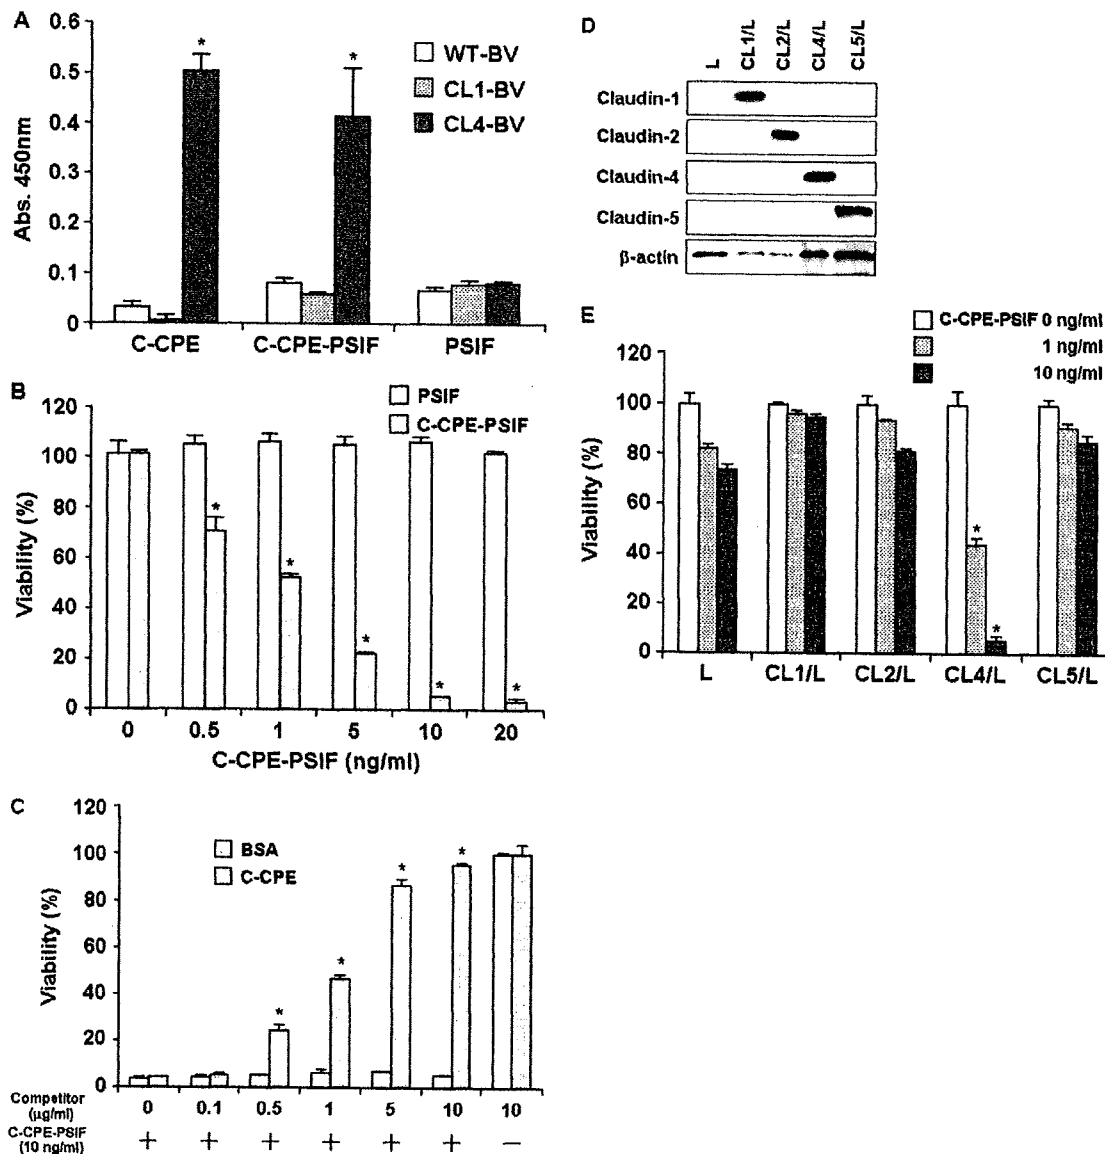 A
Abs. 450nm
0.6
0.5
0.4
0.3
0.2
0.1
0
*
*
WT-BV
CL1-BV
CL4-BV
C-CPE
C-CPE-PSIF
PSIF
B
Viability (%)
120
100
80
60
40
20
0
PSIF
C-CPE-PSIF
*
*
*
*
*
0
0.5
1
5
10
20
C-CPE-PSIF (ng/ml)
C
Viability (%)
120
100
80
60
40
20
0
BSA
C-CPE
*
*
*
*
Competitor
(μg/ml)
0
0.1
0.5
1
5
10
10
C-CPE-PSIF
(10 ng/ml)
+
+
+
+
+
+
−
D
L
CL1/L
CL2/L
CL4/L
CL5/L
Claudin-1
Claudin-2
Claudin-4
Claudin-5
β-actin
E
C-CPE-PSIF 0 ng/ml
1 ng/ml
10 ng/ml
Viability (%)
120
100
80
60
40
20
0
*
*
L
CL1/L
CL2/L
CL4/L
CL5/L